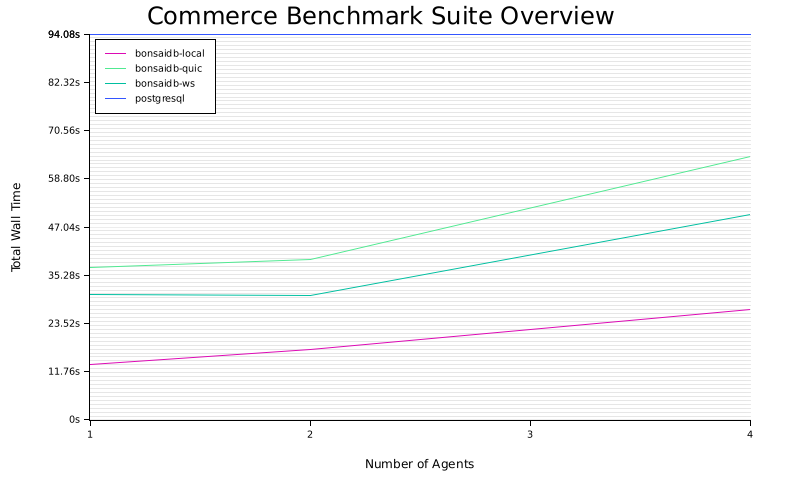 Commerce Benchmark Suite Overview
94.08s
bonsaidb-local
bonsaidb-quic
bonsaidb-ws
postgresql
82.32s
70.56s
58.80s
47.04s
35.28s
23.52s
11.76s
0s
Total Wall Time
1
2
3
4
Number of Agents